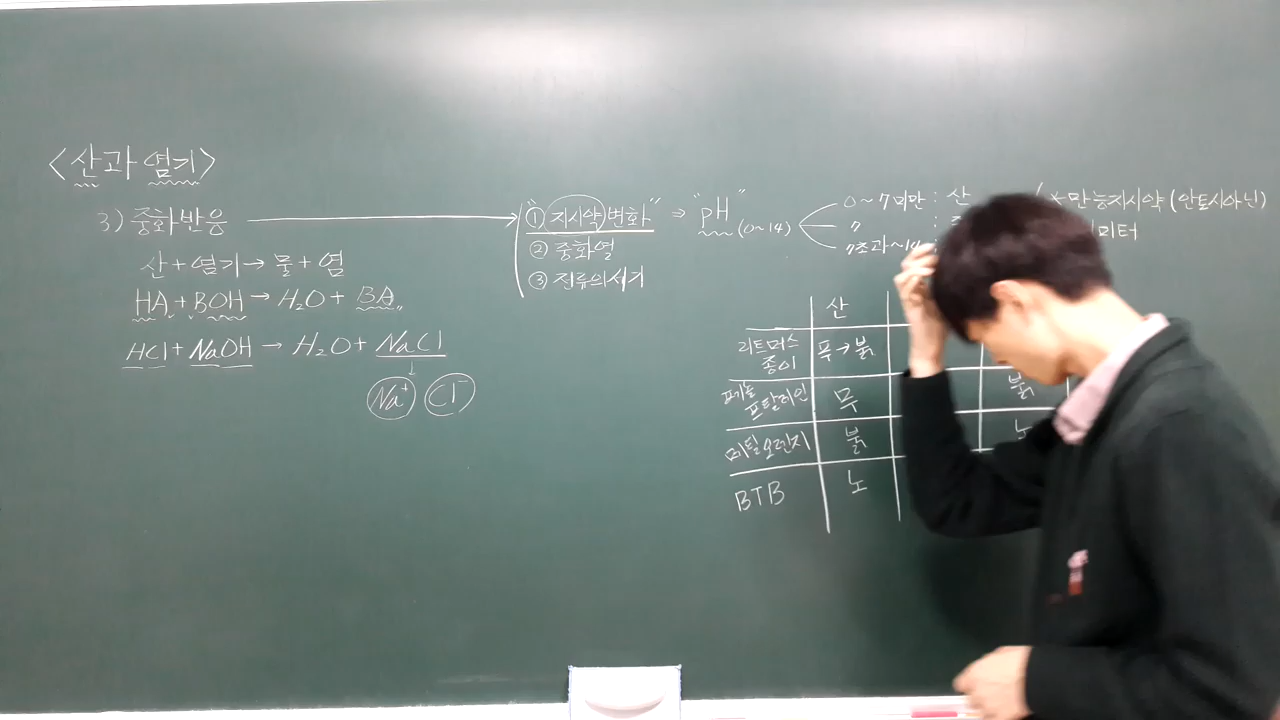 <산과 염기>
3) 중화반응
산+염기→물+염
HA+BOH→H₂O+BA
HCl+NaOH→H₂O+NaCl
↓
Na⁺ Cl⁻
"① 지시약 변화" ⇒ "pH" (0~14)
② 중화열
③ 전류의세기
0~7미만 : 산
〃 :
〃초과~14
*만능지시약(안토시아닌)
미터
산
리트머스 종이 푸→붉
페놀 프탈레인 무 붉
메틸오렌지 붉 노
BTB 노